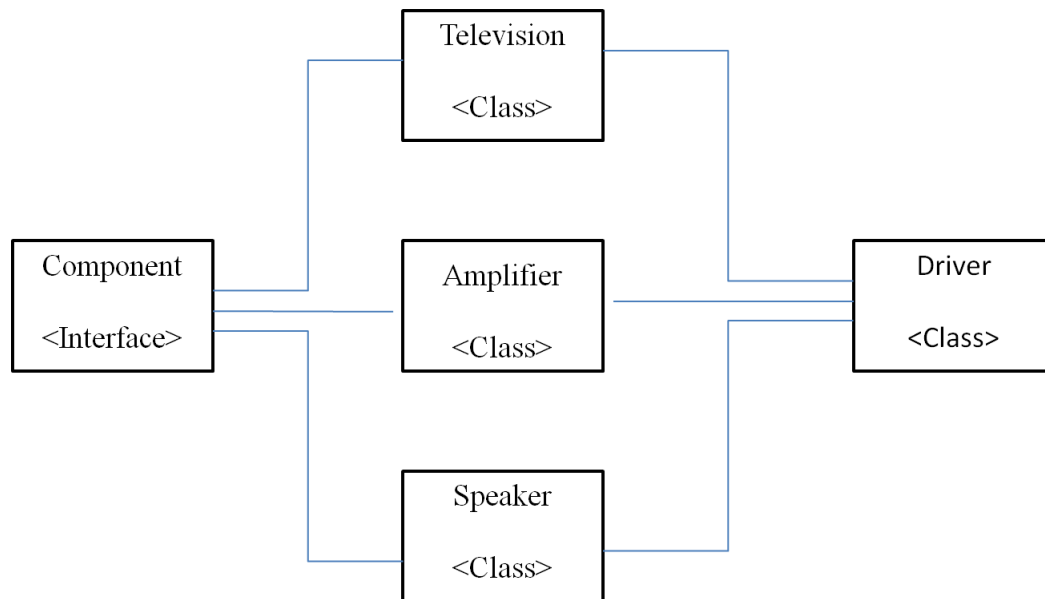 Television
<Class>
Component
<Interface>
Amplifier
<Class>
Driver
<Class>
Speaker
<Class>